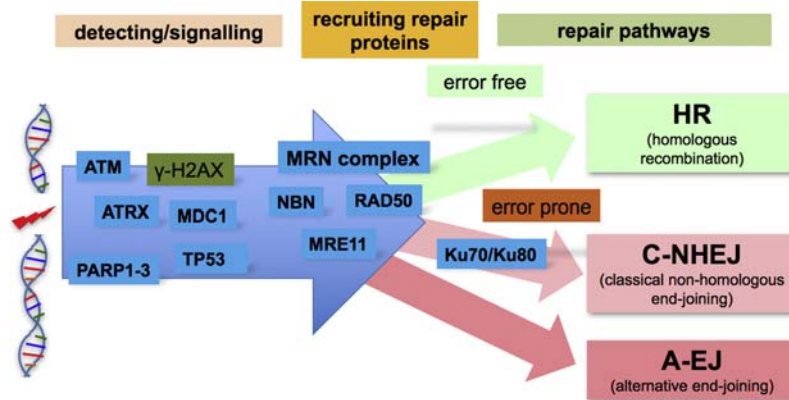 detecting/signalling
recruiting repair
proteins
repair pathways
error free
HR
(homologous
recombination)
ATM
γ-H2AX
MRN complex
ATRX
MDC1
NBN
RAD50
error prone
PARP1-3
TP53
MRE11
Ku70/Ku80
C-NHEJ
(classical non-homologous
end-joining)
A-EJ
(alternative end-joining)